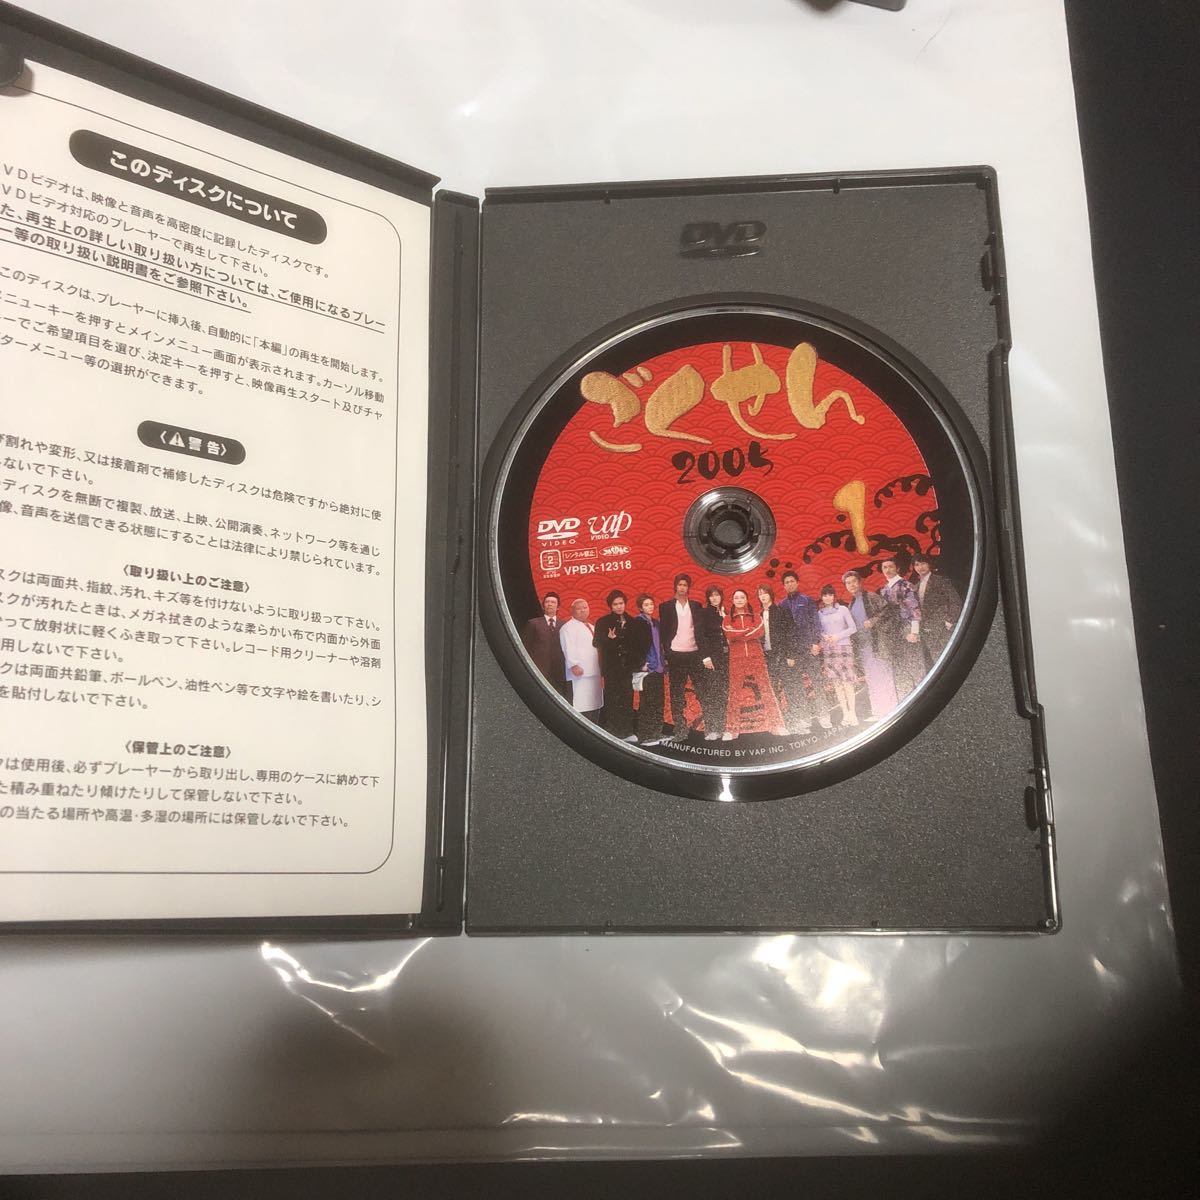 このディスクについて
VDビデオは、映像と音声を高密度に記録したディスクです。
VDビデオ対応のプレーヤーで再生して下さい。
た、再生上の詳しい取り扱い方については、ご使用になるプレー
ー等の取り扱い説明書をご参照下さい。
このディスクは、プレーヤーに挿入後、自動的に「本編」の再生を開始します。
メニューキーを押すとメインメニュー画面が表示されます。カーソル移動
ーでご希望項目を選び、決定キーを押すと、映像再生スタート及びチャ
ターメニュー等の選択ができます。
〈⚠警告〉
び割れや変形、又は接着剤で補修したディスクは危険ですから絶対に使
しないで下さい。
ディスクを無断で複製、放送、上映、公開演奏、ネットワーク等を通じ
像、音声を送信できる状態にすることは法律により禁じられています。
〈取り扱い上のご注意〉
スクは両面共、指紋、汚れ、キズ等を付けないように取り扱って下さい。
スクが汚れたときは、メガネ拭きのような柔らかい布で内面から外面
かって放射状に軽くふき取って下さい。レコード用クリーナーや溶剤
用しないで下さい。
クは両面共鉛筆、ボールペン、油性ペン等で文字や絵を書いたり、シ
を貼付しないで下さい。
〈保管上のご注意〉
クは使用後、必ずプレーヤーから取り出し、専用のケースに納めて下
た積み重ねたり傾けたりして保管しないで下さい。
の当たる場所や高温・多湿の場所には保管しないで下さい。
DVD
ごくせん
2005
1
DVD VIDEO
vap VIDEO
2
レンタル禁止
VPBX-12318
MANUFACTURED BY VAP INC. TOKYO, JAPA